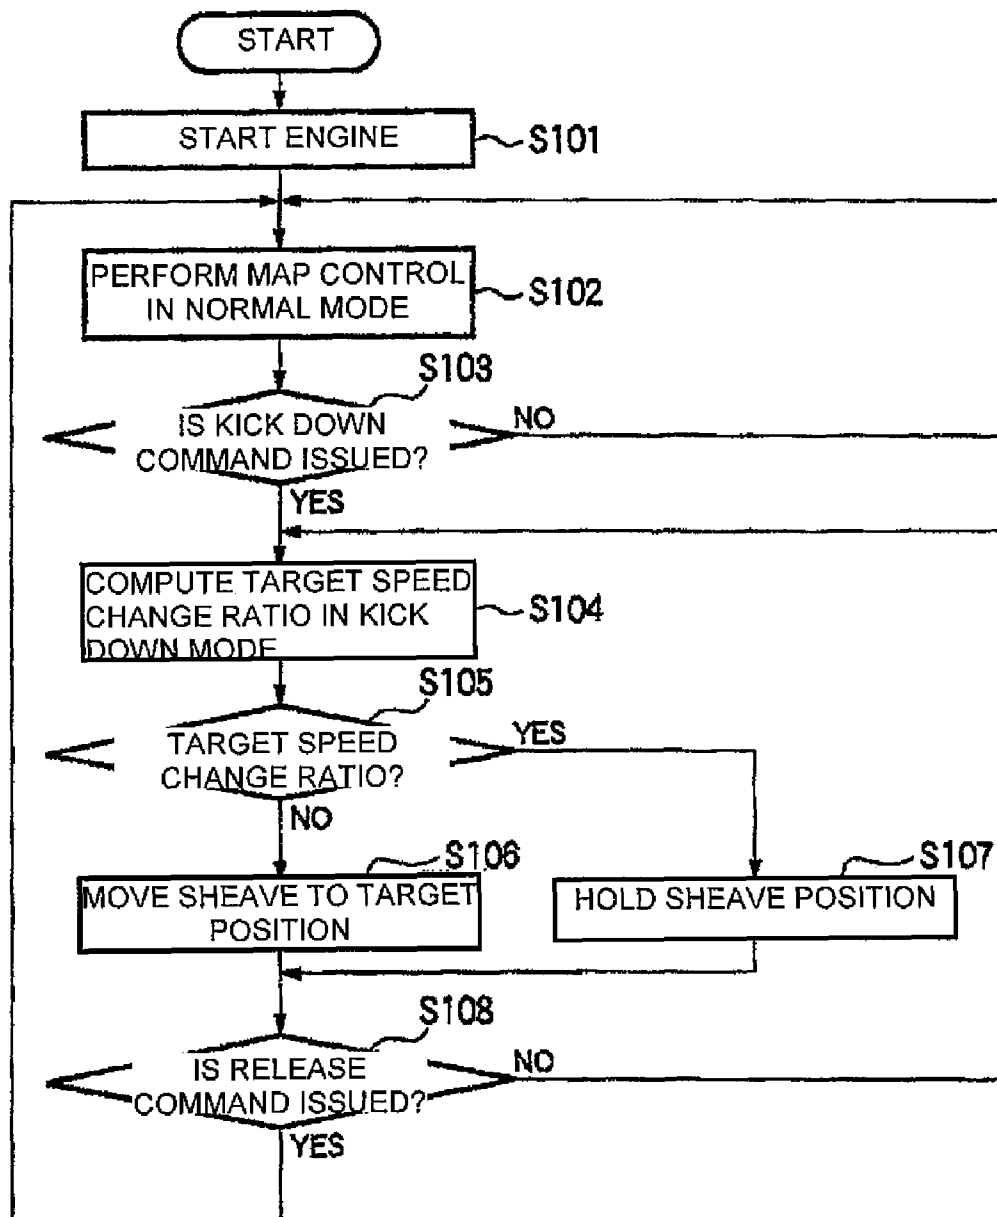 START
START ENGINE
S101
PERFORM MAP CONTROL
IN NORMAL MODE
S102
S103
IS KICK DOWN
COMMAND ISSUED?
NO
YES
COMPUTE TARGET SPEED
CHANGE RATIO IN KICK
DOWN MODE
S104
S105
TARGET SPEED
CHANGE RATIO?
YES
NO
S106
MOVE SHEAVE TO TARGET
POSITION
S107
HOLD SHEAVE POSITION
S108
IS RELEASE
COMMAND ISSUED?
NO
YES